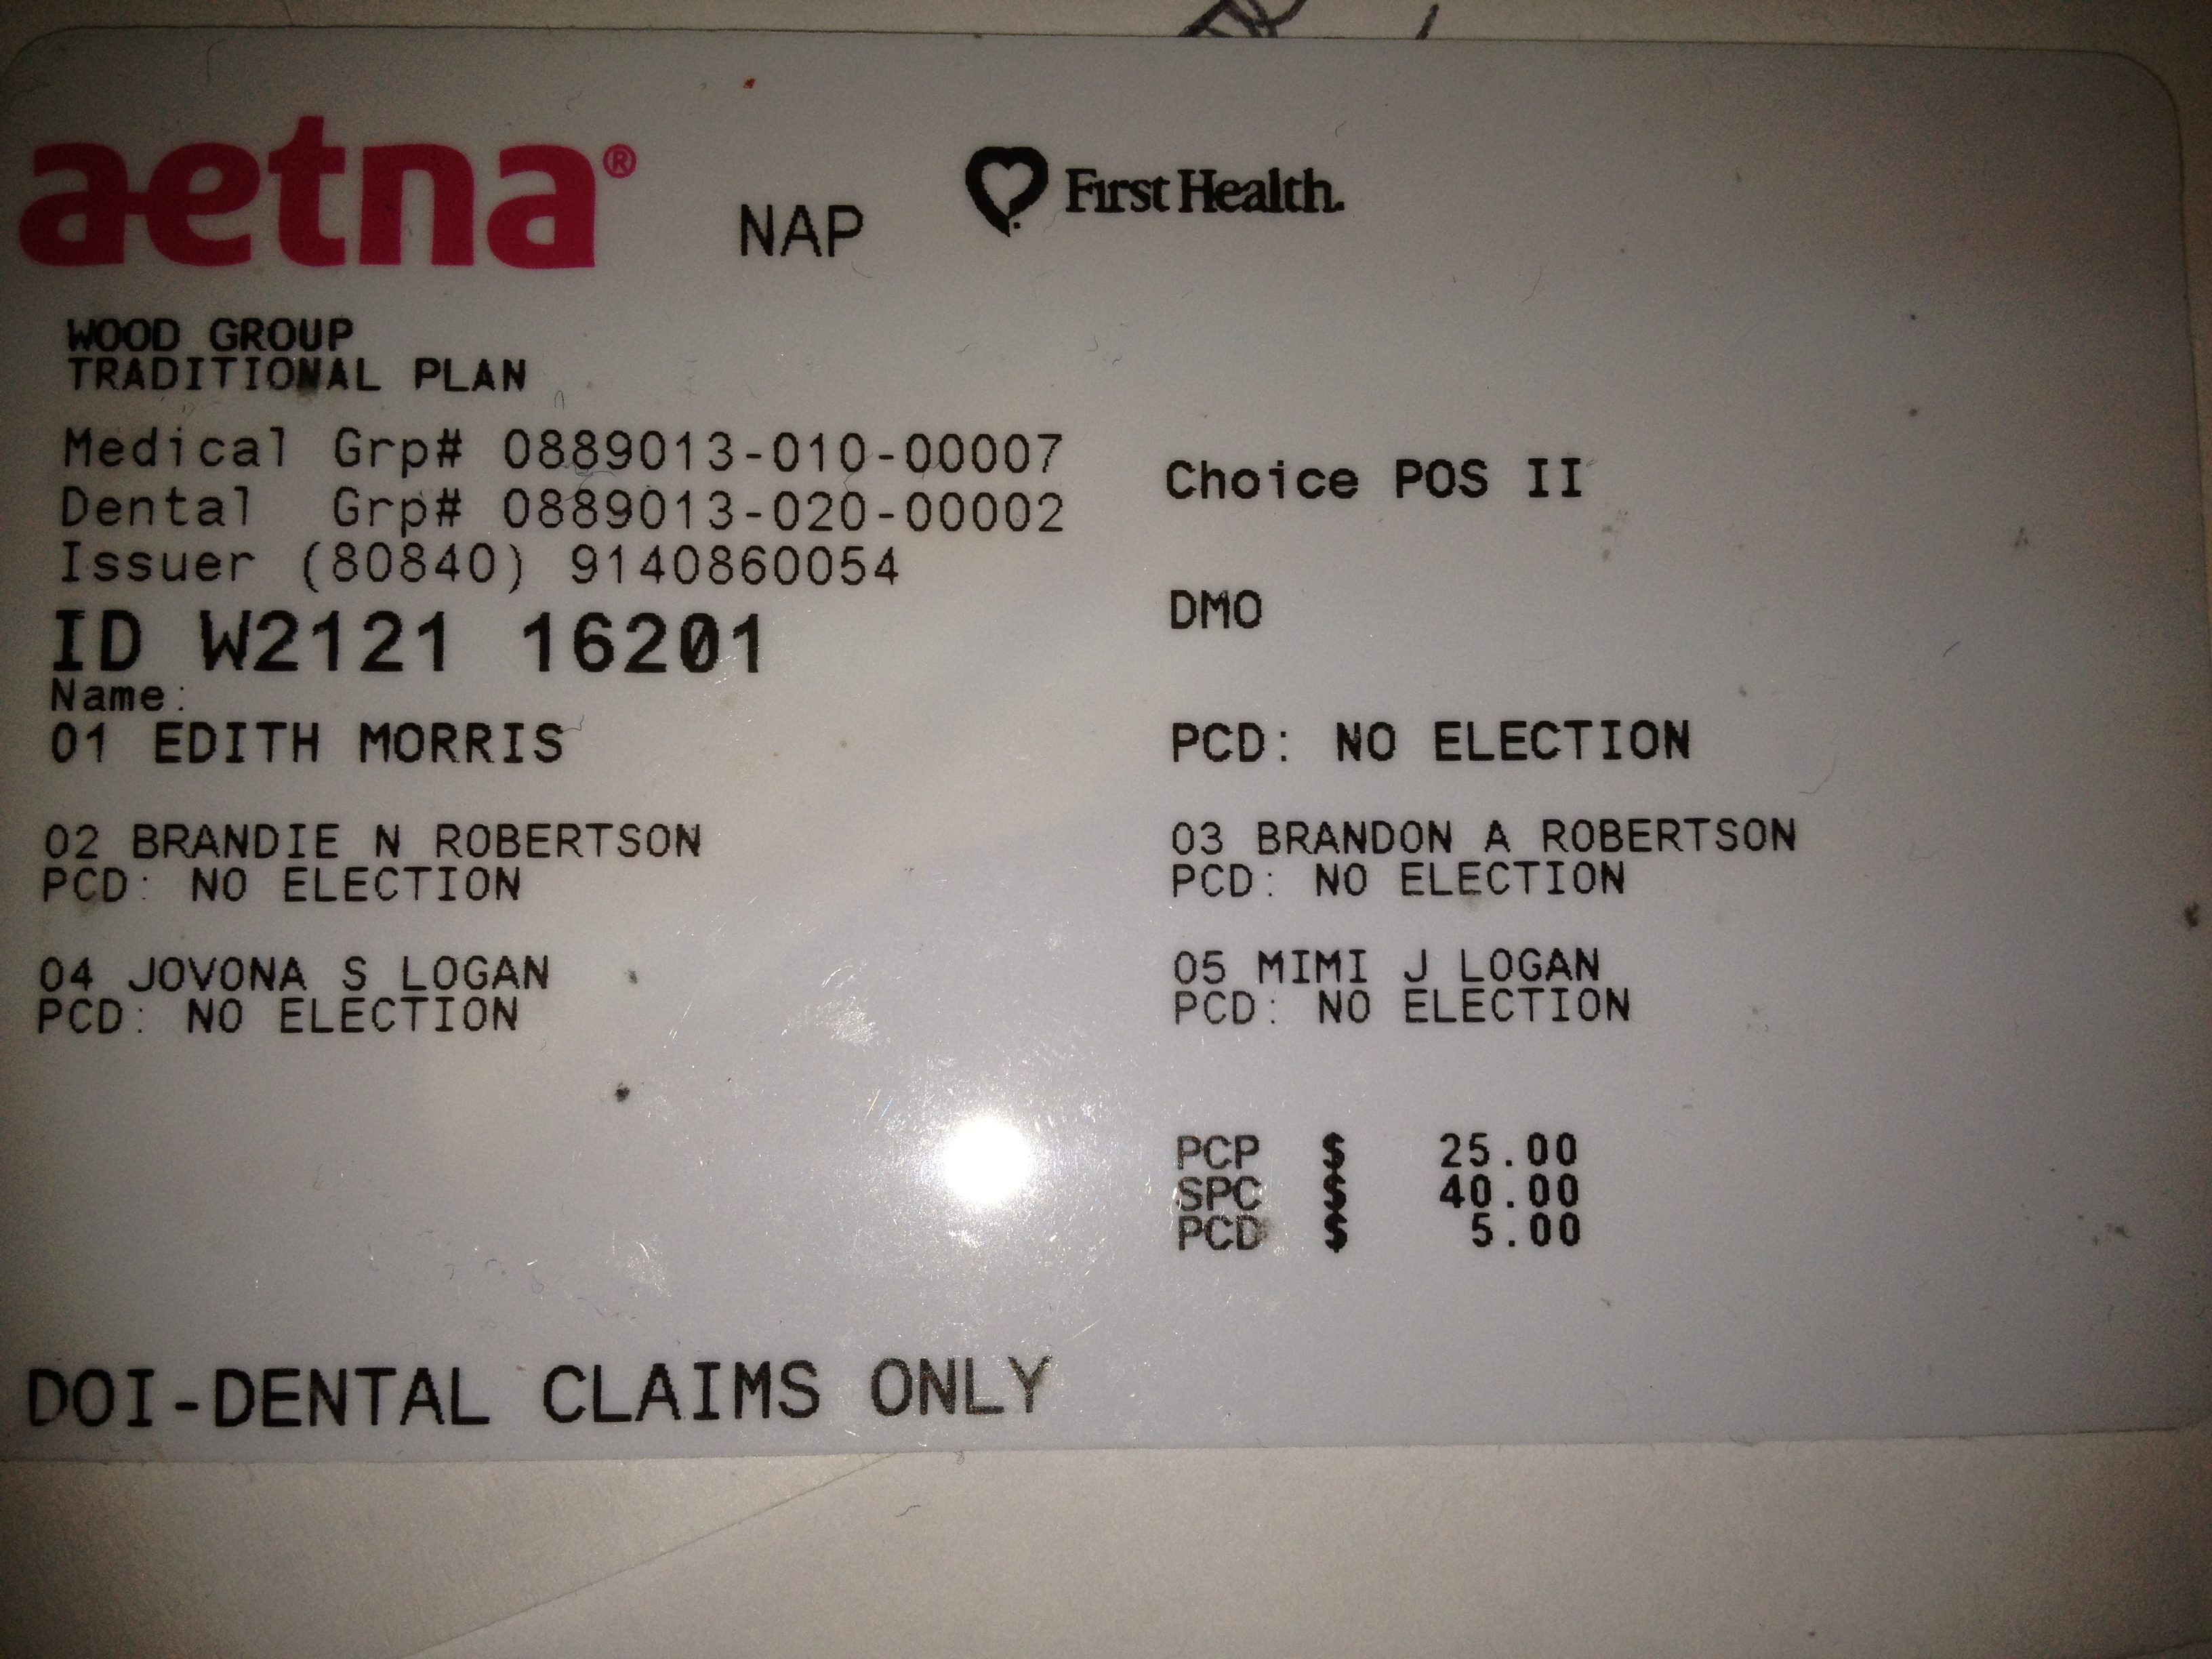 aetna®
NAP
First Health.
WOOD GROUP
TRADITIONAL PLAN
Medical Grp# 0889013-010-00007
Dental Grp# 0889013-020-00002
Issuer (80840) 9140860054
Choice POS II
DMO
ID W2121 16201
Name:
01 EDITH MORRIS
PCD: NO ELECTION
02 BRANDIE N ROBERTSON
PCD: NO ELECTION
03 BRANDON A ROBERTSON
PCD: NO ELECTION
04 JOVONA S LOGAN
PCD: NO ELECTION
05 MIMI J LOGAN
PCD: NO ELECTION
PCP $ 25.00
SPC $ 40.00
PCD $ 5.00
DOI-DENTAL CLAIMS ONLY